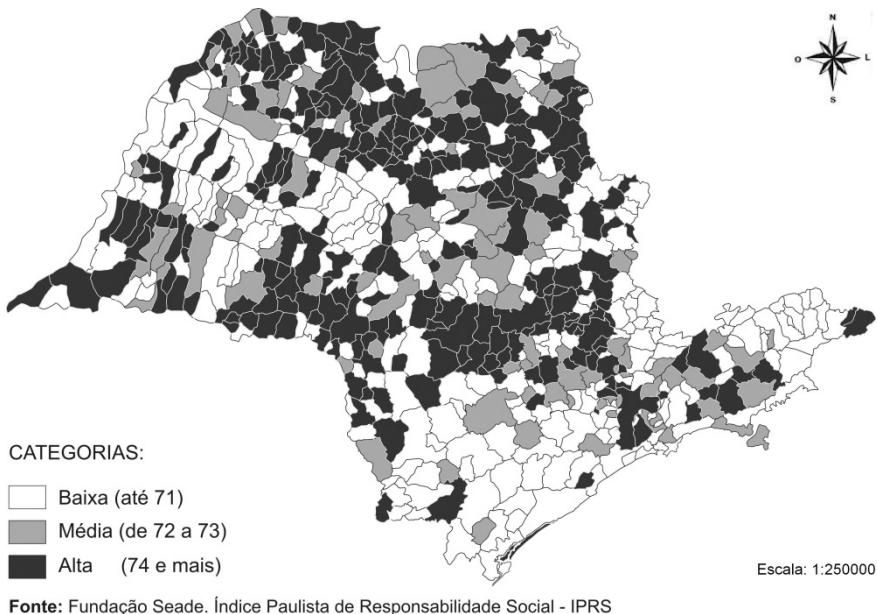 N
O L
S
CATEGORIAS:
Baixa (até 71)
Média (de 72 a 73)
Alta (74 e mais)
Escala: 1:250000
Fonte: Fundação Seade. Índice Paulista de Responsabilidade Social - IPRS